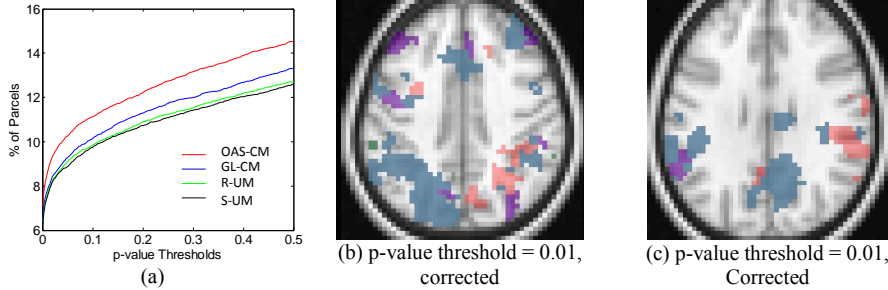 16
14
12
10
8
6
% of Parcels
OAS-CM
GL-CM
R-UM
S-UM
0 0.1 0.2 0.3 0.4 0.5
p-value Thresholds
(a)
(b) p-value threshold = 0.01,
corrected
(c) p-value threshold = 0.01,
Corrected